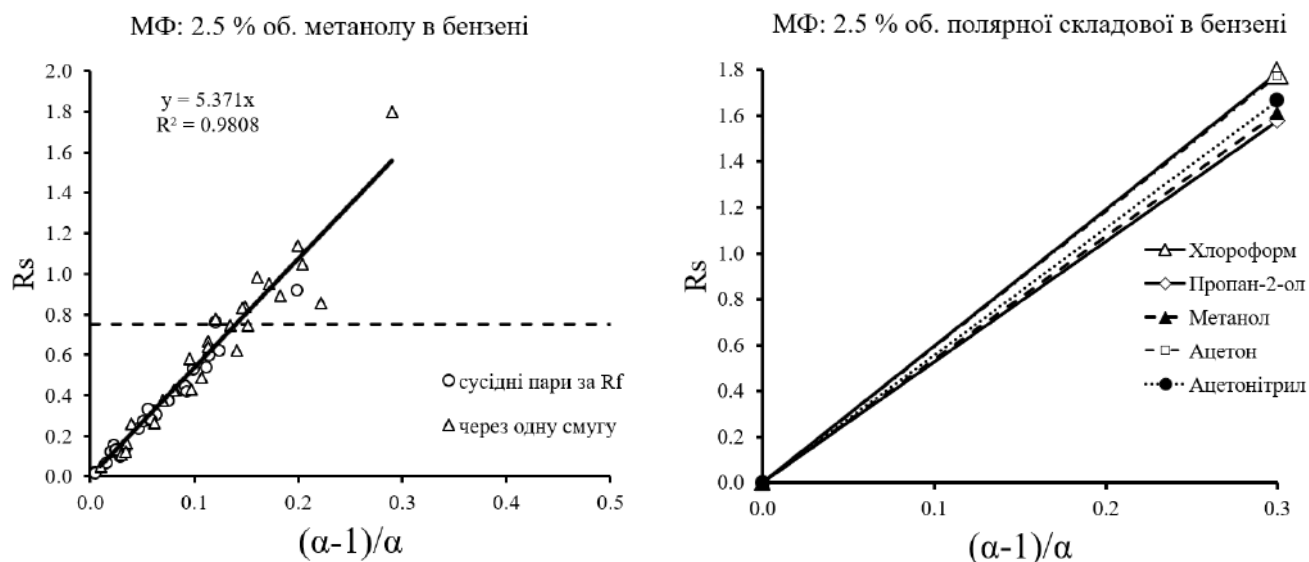 МФ: 2.5 % об. метанолу в бензені
2.0
1.8
1.6
1.4
1.2
1.0
0.8
0.6
0.4
0.2
0.0
Rs
y = 5.371x
R² = 0.9808
сусідні пари за Rf
через одну смугу
0.0 0.1 0.2 0.3 0.4 0.5
(α-1)/α
МФ: 2.5 % об. полярної складової в бензені
1.8
1.6
1.4
1.2
1.0
0.8
0.6
0.4
0.2
0.0
Rs
Хлороформ
Пропан-2-ол
Метанол
Ацетон
Ацетонітрил
0.0 0.1 0.2 0.3
(α-1)/α